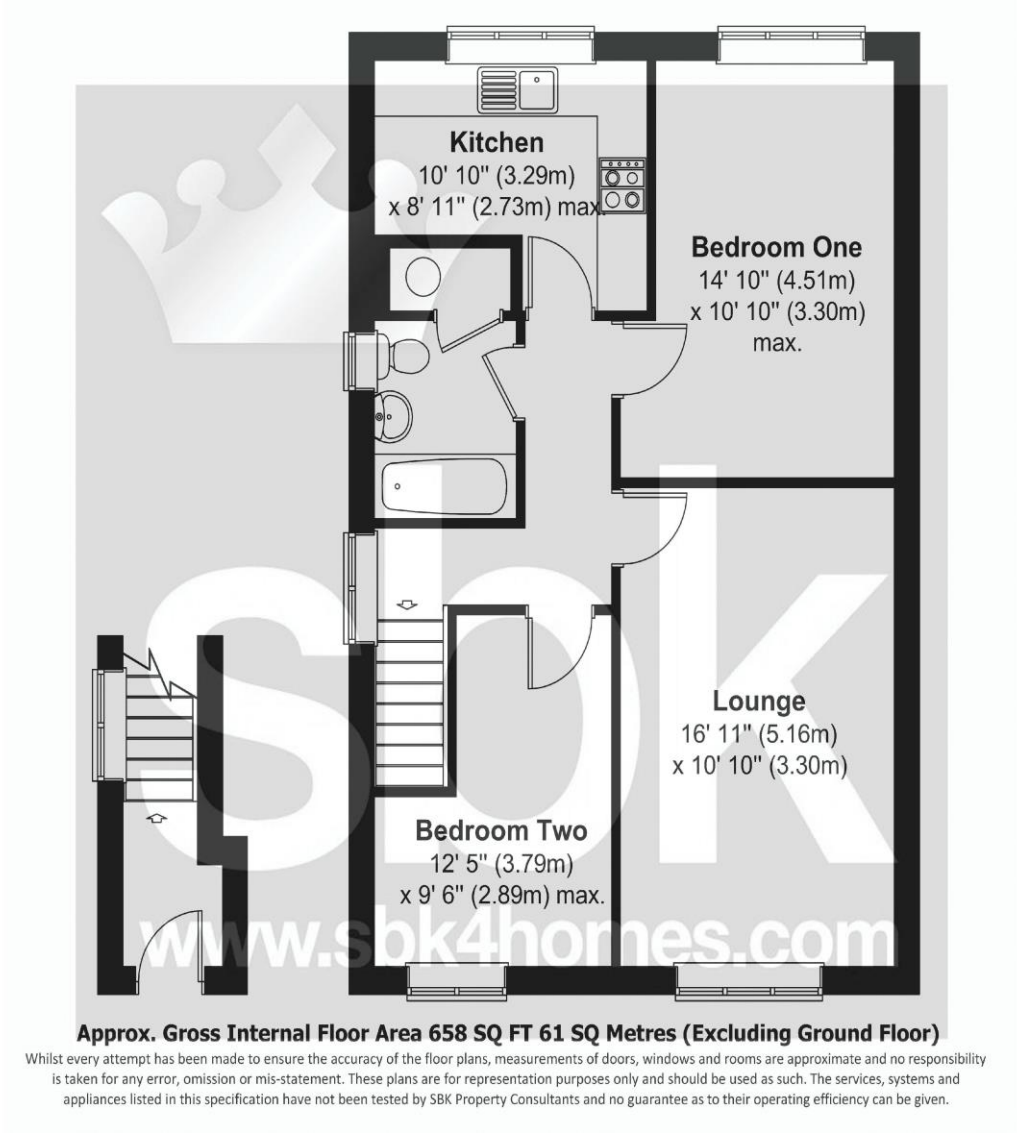 Kitchen
10' 10" (3.29m)
x 8' 11" (2.73m) max.
Bedroom One
14' 10" (4.51m)
x 10' 10" (3.30m)
max.
sbk
Lounge
16' 11" (5.16m)
x 10' 10" (3.30m)
Bedroom Two
12' 5" (3.79m)
x 9' 6" (2.89m) max.
www.sbk4homes.com
Approx. Gross Internal Floor Area 658 SQ FT 61 SQ Metres (Excluding Ground Floor)
Whilst every attempt has been made to ensure the accuracy of the floor plans, measurements of doors, windows and rooms are approximate and no responsibility
is taken for any error, omission or mis-statement. These plans are for representation purposes only and should be used as such. The services, systems and
appliances listed in this specification have not been tested by SBK Property Consultants and no guarantee as to their operating efficiency can be given.